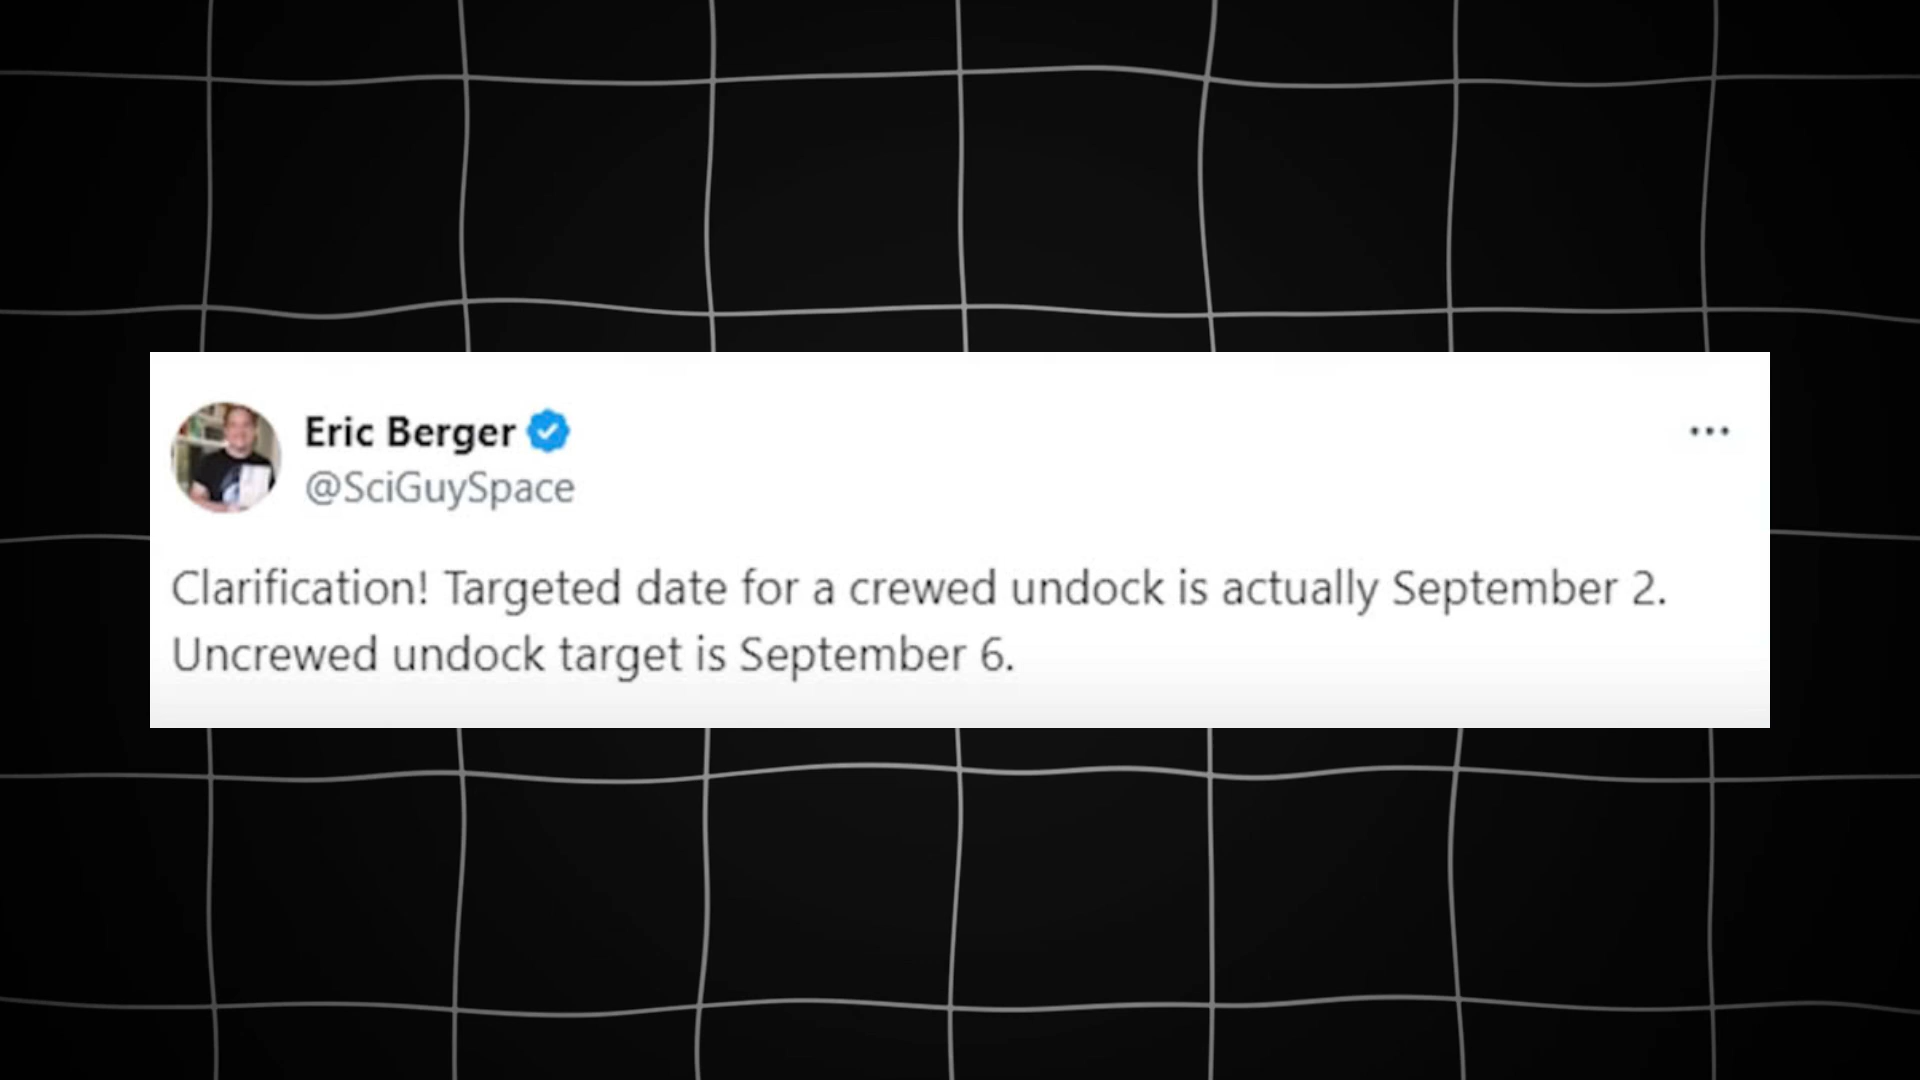 Eric Berger
@SciGuySpace
Clarification! Targeted date for a crewed undock is actually September 2.
Uncrewed undock target is September 6.